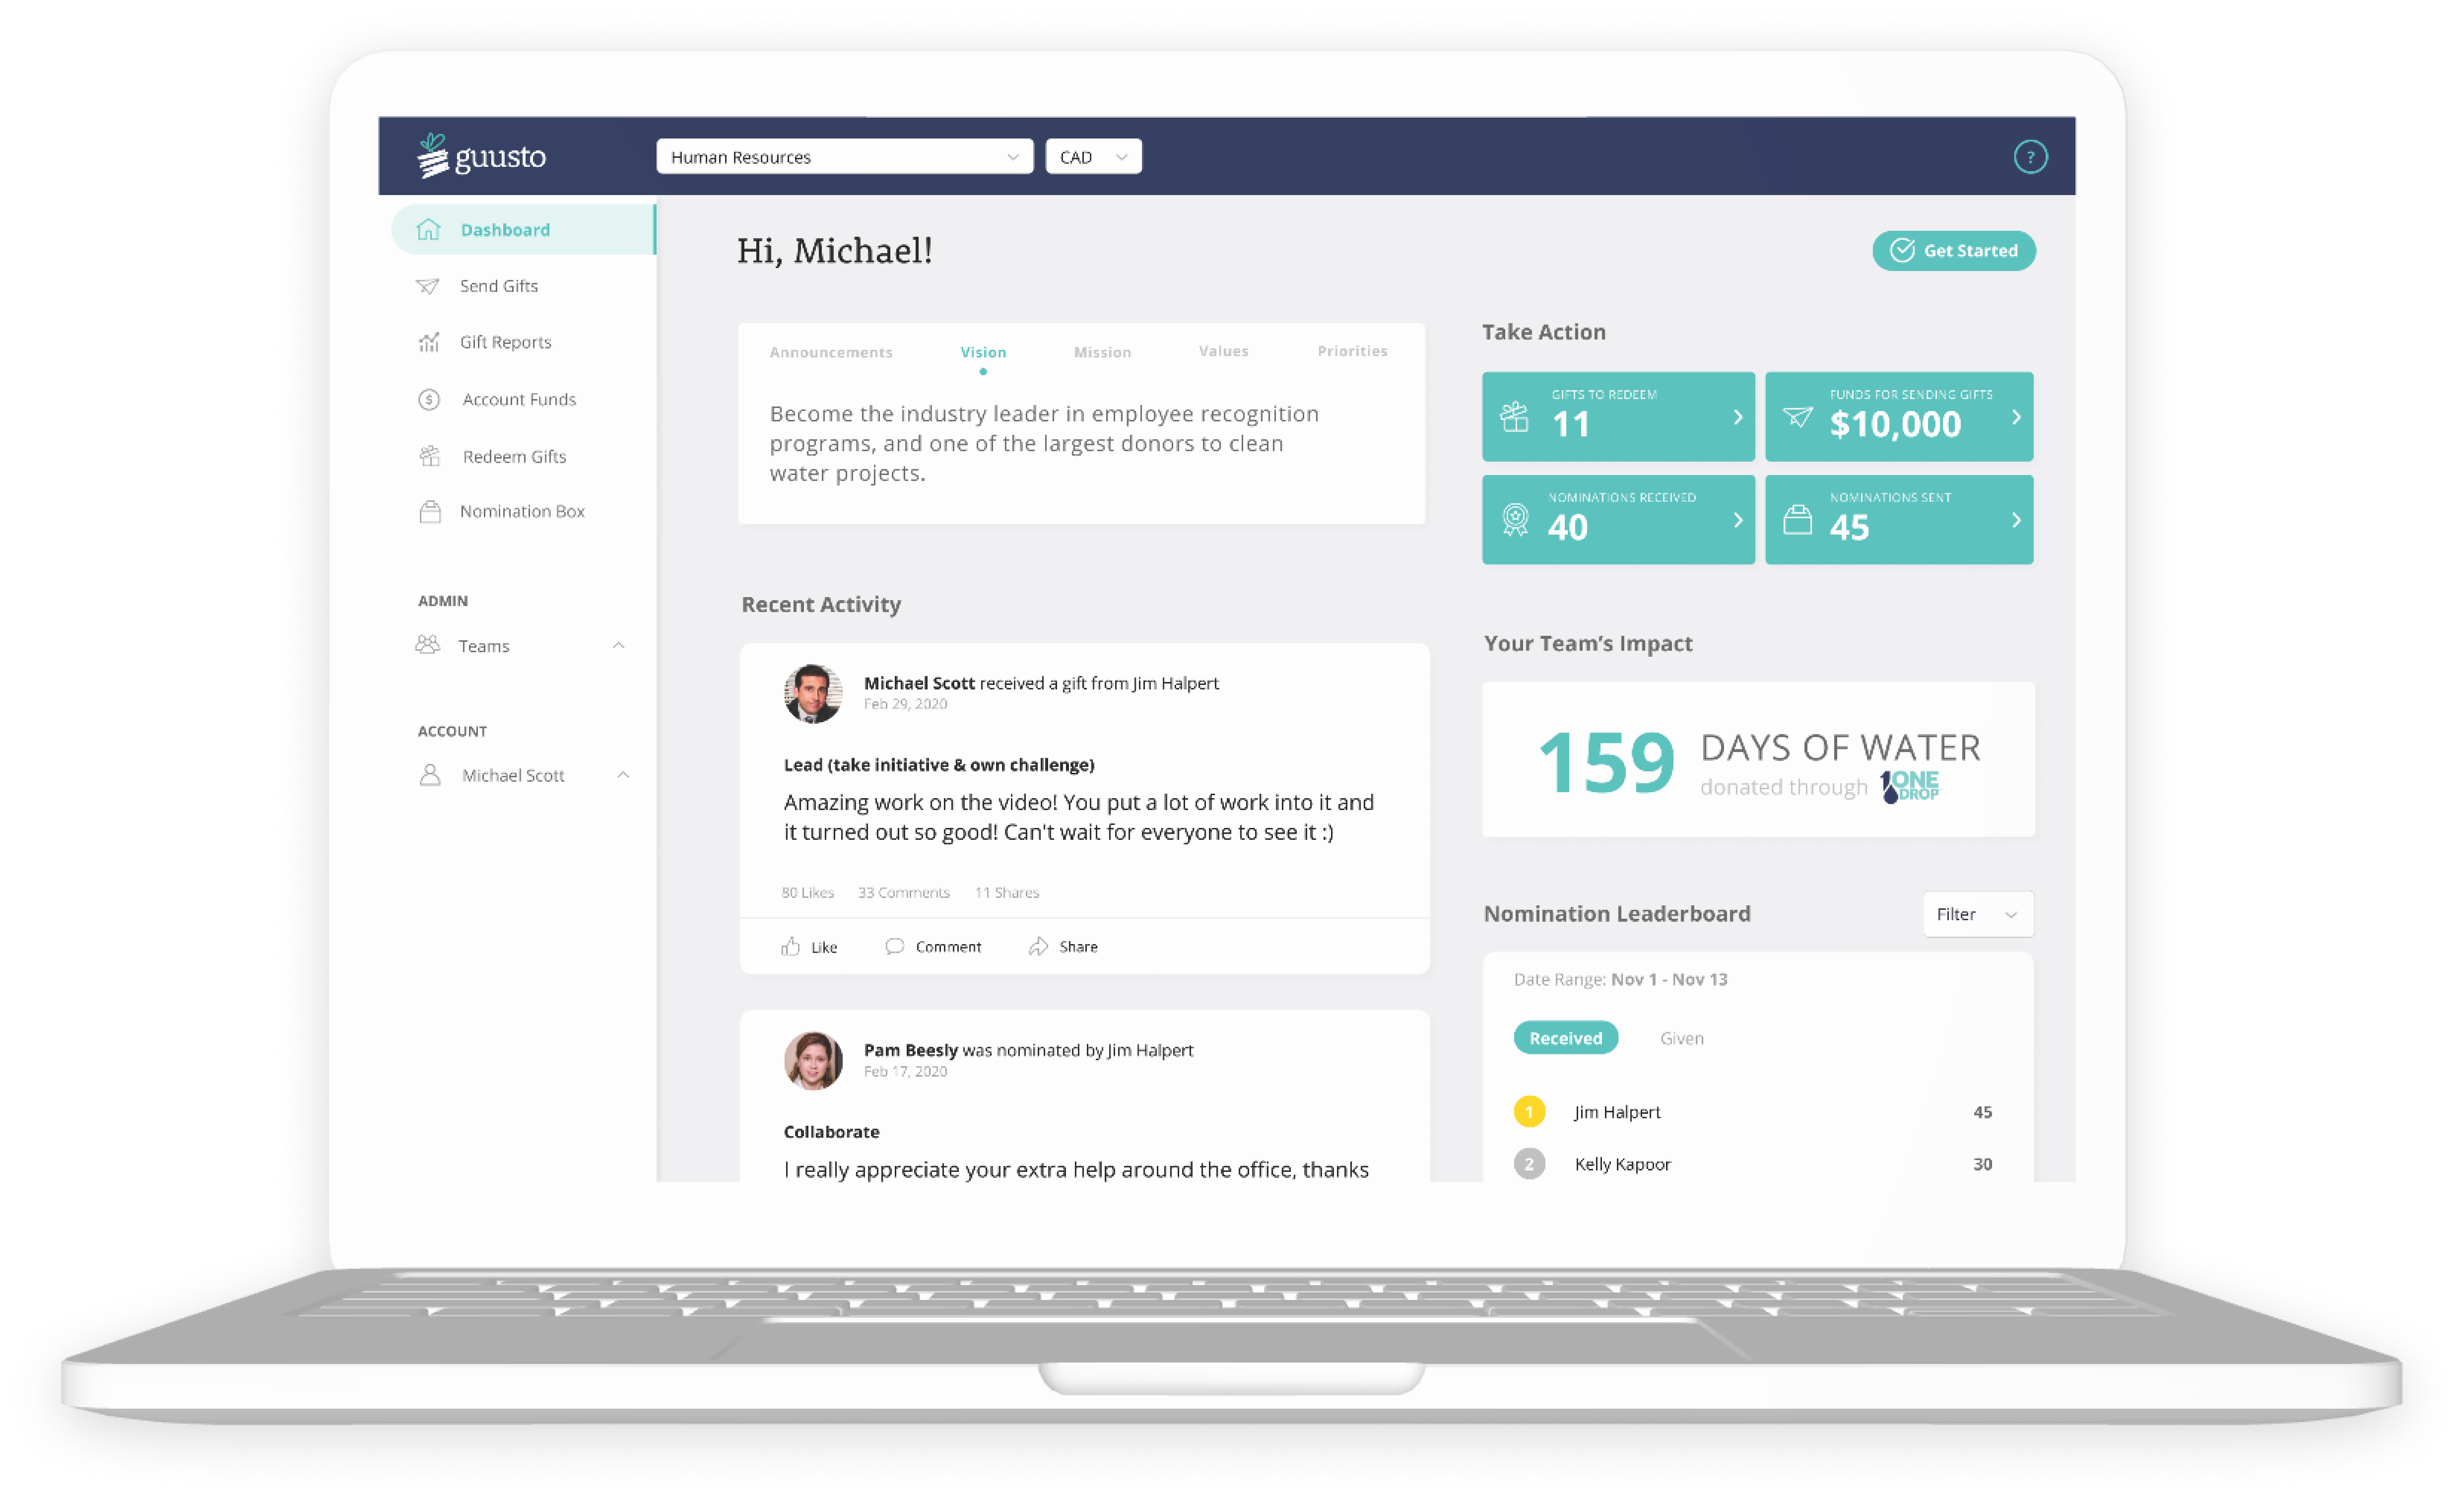 guusto
Human Resources
CAD
?
Dashboard
Send Gifts
Gift Reports
$
Account Funds
Redeem Gifts
Nomination Box
ADMIN
Teams
ACCOUNT
Michael Scott
Hi, Michael!
Get Started
Announcements
Vision
Mission
Values
Priorities
Become the industry leader in employee recognition
programs, and one of the largest donors to clean
water projects.
Recent Activity
Michael Scott received a gift from Jim Halpert
Feb 29, 2020
Lead (take initiative & own challenge)
Amazing work on the video! You put a lot of work into it and
it turned out so good! Can't wait for everyone to see it :)
80 Likes
33 Comments
11 Shares
Like
Comment
Share
Pam Beesly was nominated by Jim Halpert
Feb 17, 2020
Collaborate
I really appreciate your extra help around the office, thanks
Take Action
GIFTS TO REDEEM
11
FUNDS FOR SENDING GIFTS
$10,000
NOMINATIONS RECEIVED
40
NOMINATIONS SENT
45
Your Team’s Impact
159
DAYS OF WATER
donated through
1 ONE
DROP
Nomination Leaderboard
Filter
Date Range: Nov 1 - Nov 13
Received
Given
1 Jim Halpert 45
2 Kelly Kapoor 30